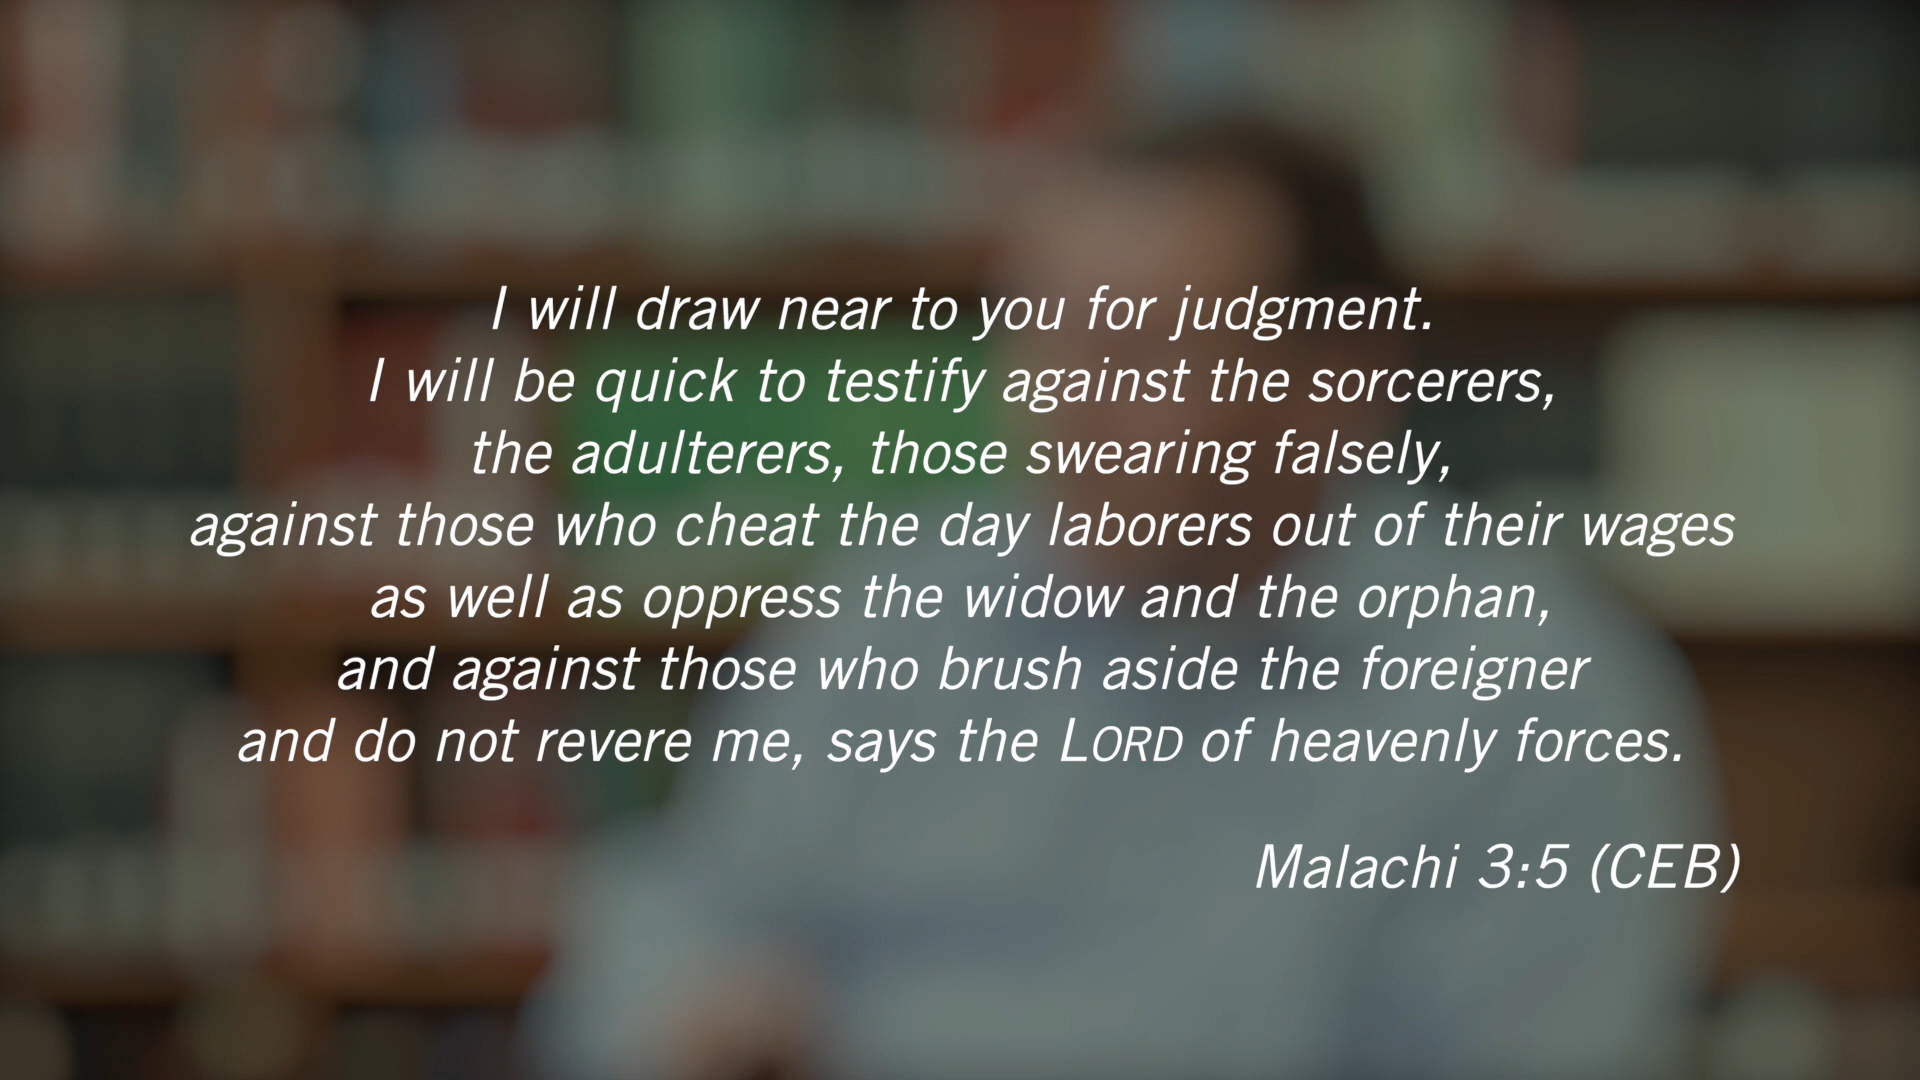 I will draw near to you for judgment.
I will be quick to testify against the sorcerers,
the adulterers, those swearing falsely,
against those who cheat the day laborers out of their wages
as well as oppress the widow and the orphan,
and against those who brush aside the foreigner
and do not revere me, says the LORD of heavenly forces.
Malachi 3:5 (CEB)